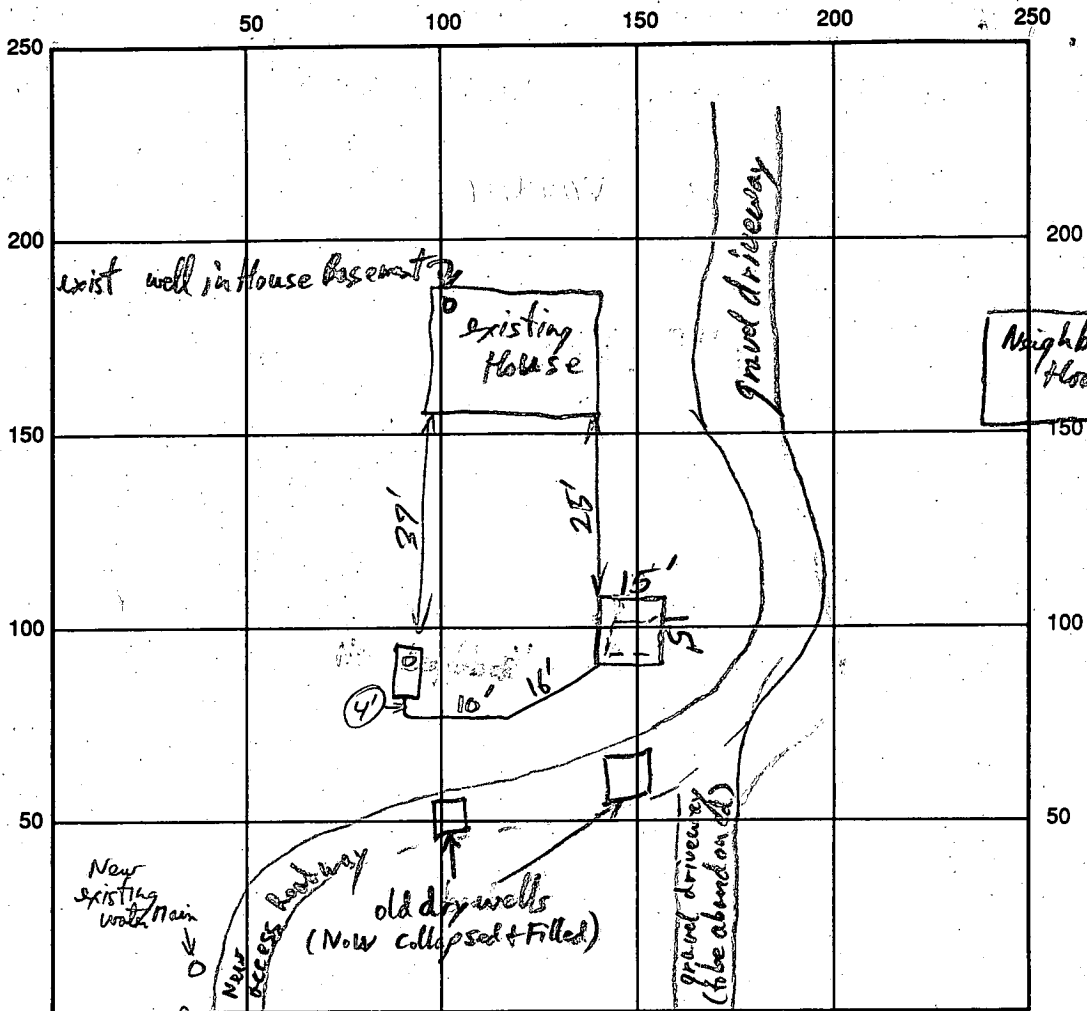 50 100 150 200 250
250
200 200
exist well in House Basement
existing
House
gravel driveway
Neighb
Hou
150 150
37'
25'
15'
5'
100 100
4'
10' 16'
50 50
New
existing
water Main
New
access Roadway
old dry wells
(Now collapsed + Filled)
gravel driveway
(to be abandoned)